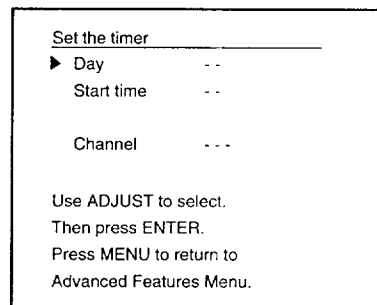 Set the timer
▶ Day - -
Start time - -
Channel - - -
Use ADJUST to select.
Then press ENTER.
Press MENU to return to
Advanced Features Menu.